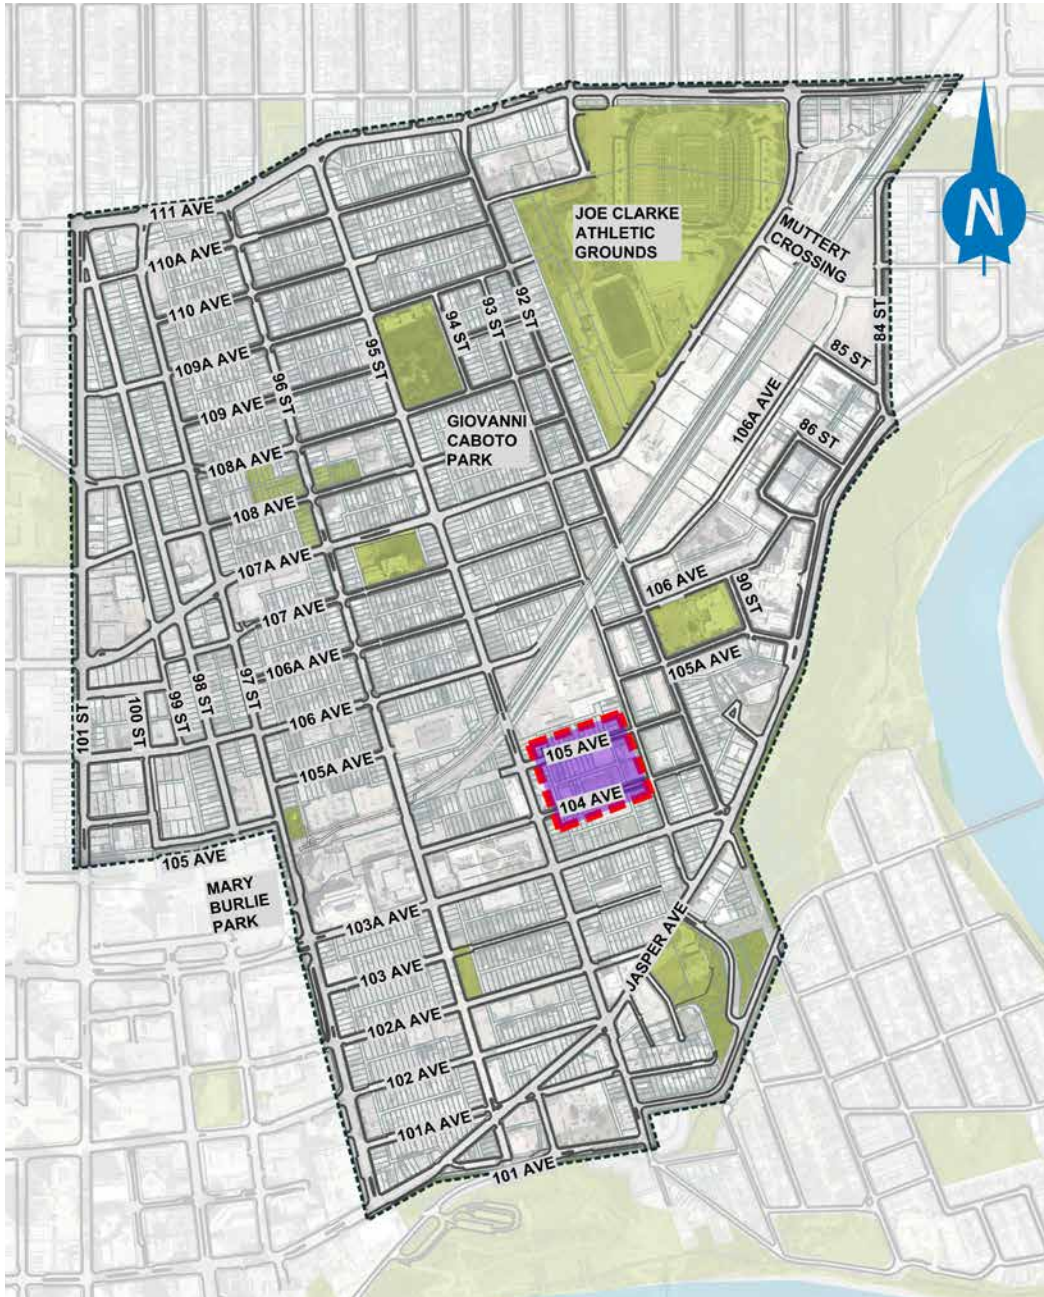 111 AVE
110A AVE
110 AVE
109A AVE
109 AVE
108A AVE
108 AVE
107A AVE
107 AVE
106A AVE
106 AVE
105A AVE
105 AVE
101 ST
100 ST
99 ST
98 ST
97 ST
96 ST
95 ST
94 ST
93 ST
92 ST
JOE CLARKE
ATHLETIC
GROUNDS
MUTTERT
CROSSING
N
84 ST
85 ST
86 ST
106A AVE
GIOVANNI
CABOTO
PARK
106 AVE
90 ST
105A AVE
105 AVE
104 AVE
MARY
BURLIE
PARK
103A AVE
103 AVE
102A AVE
102 AVE
101A AVE
101 AVE
JASPER AVE